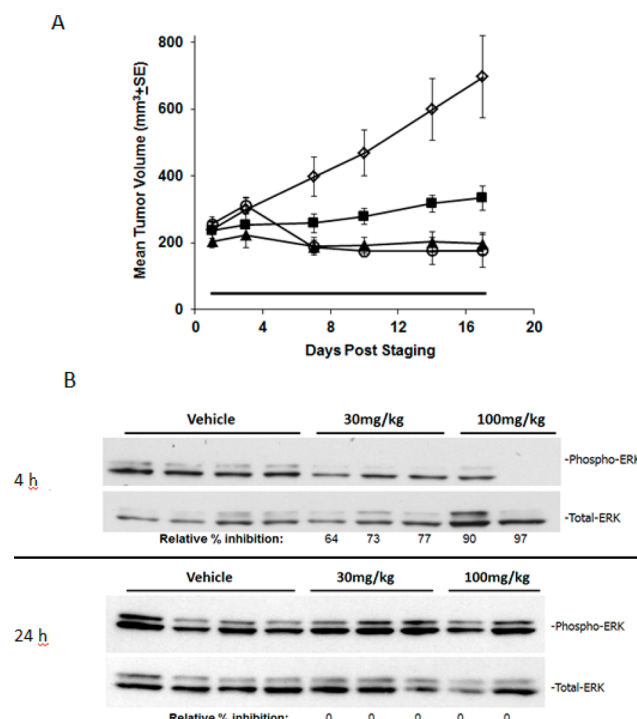 A
Mean Tumor Volume (mm³±SE)
800
600
400
200
0
0 4 8 12 16 20
Days Post Staging
B
Vehicle 30mg/kg 100mg/kg
4 h
-Phospho-ERK
-Total-ERK
Relative % inhibition: 64 73 77 90 97
Vehicle 30mg/kg 100mg/kg
24 h
-Phospho-ERK
-Total-ERK
Relative % inhibition: 0 0 0 0 0